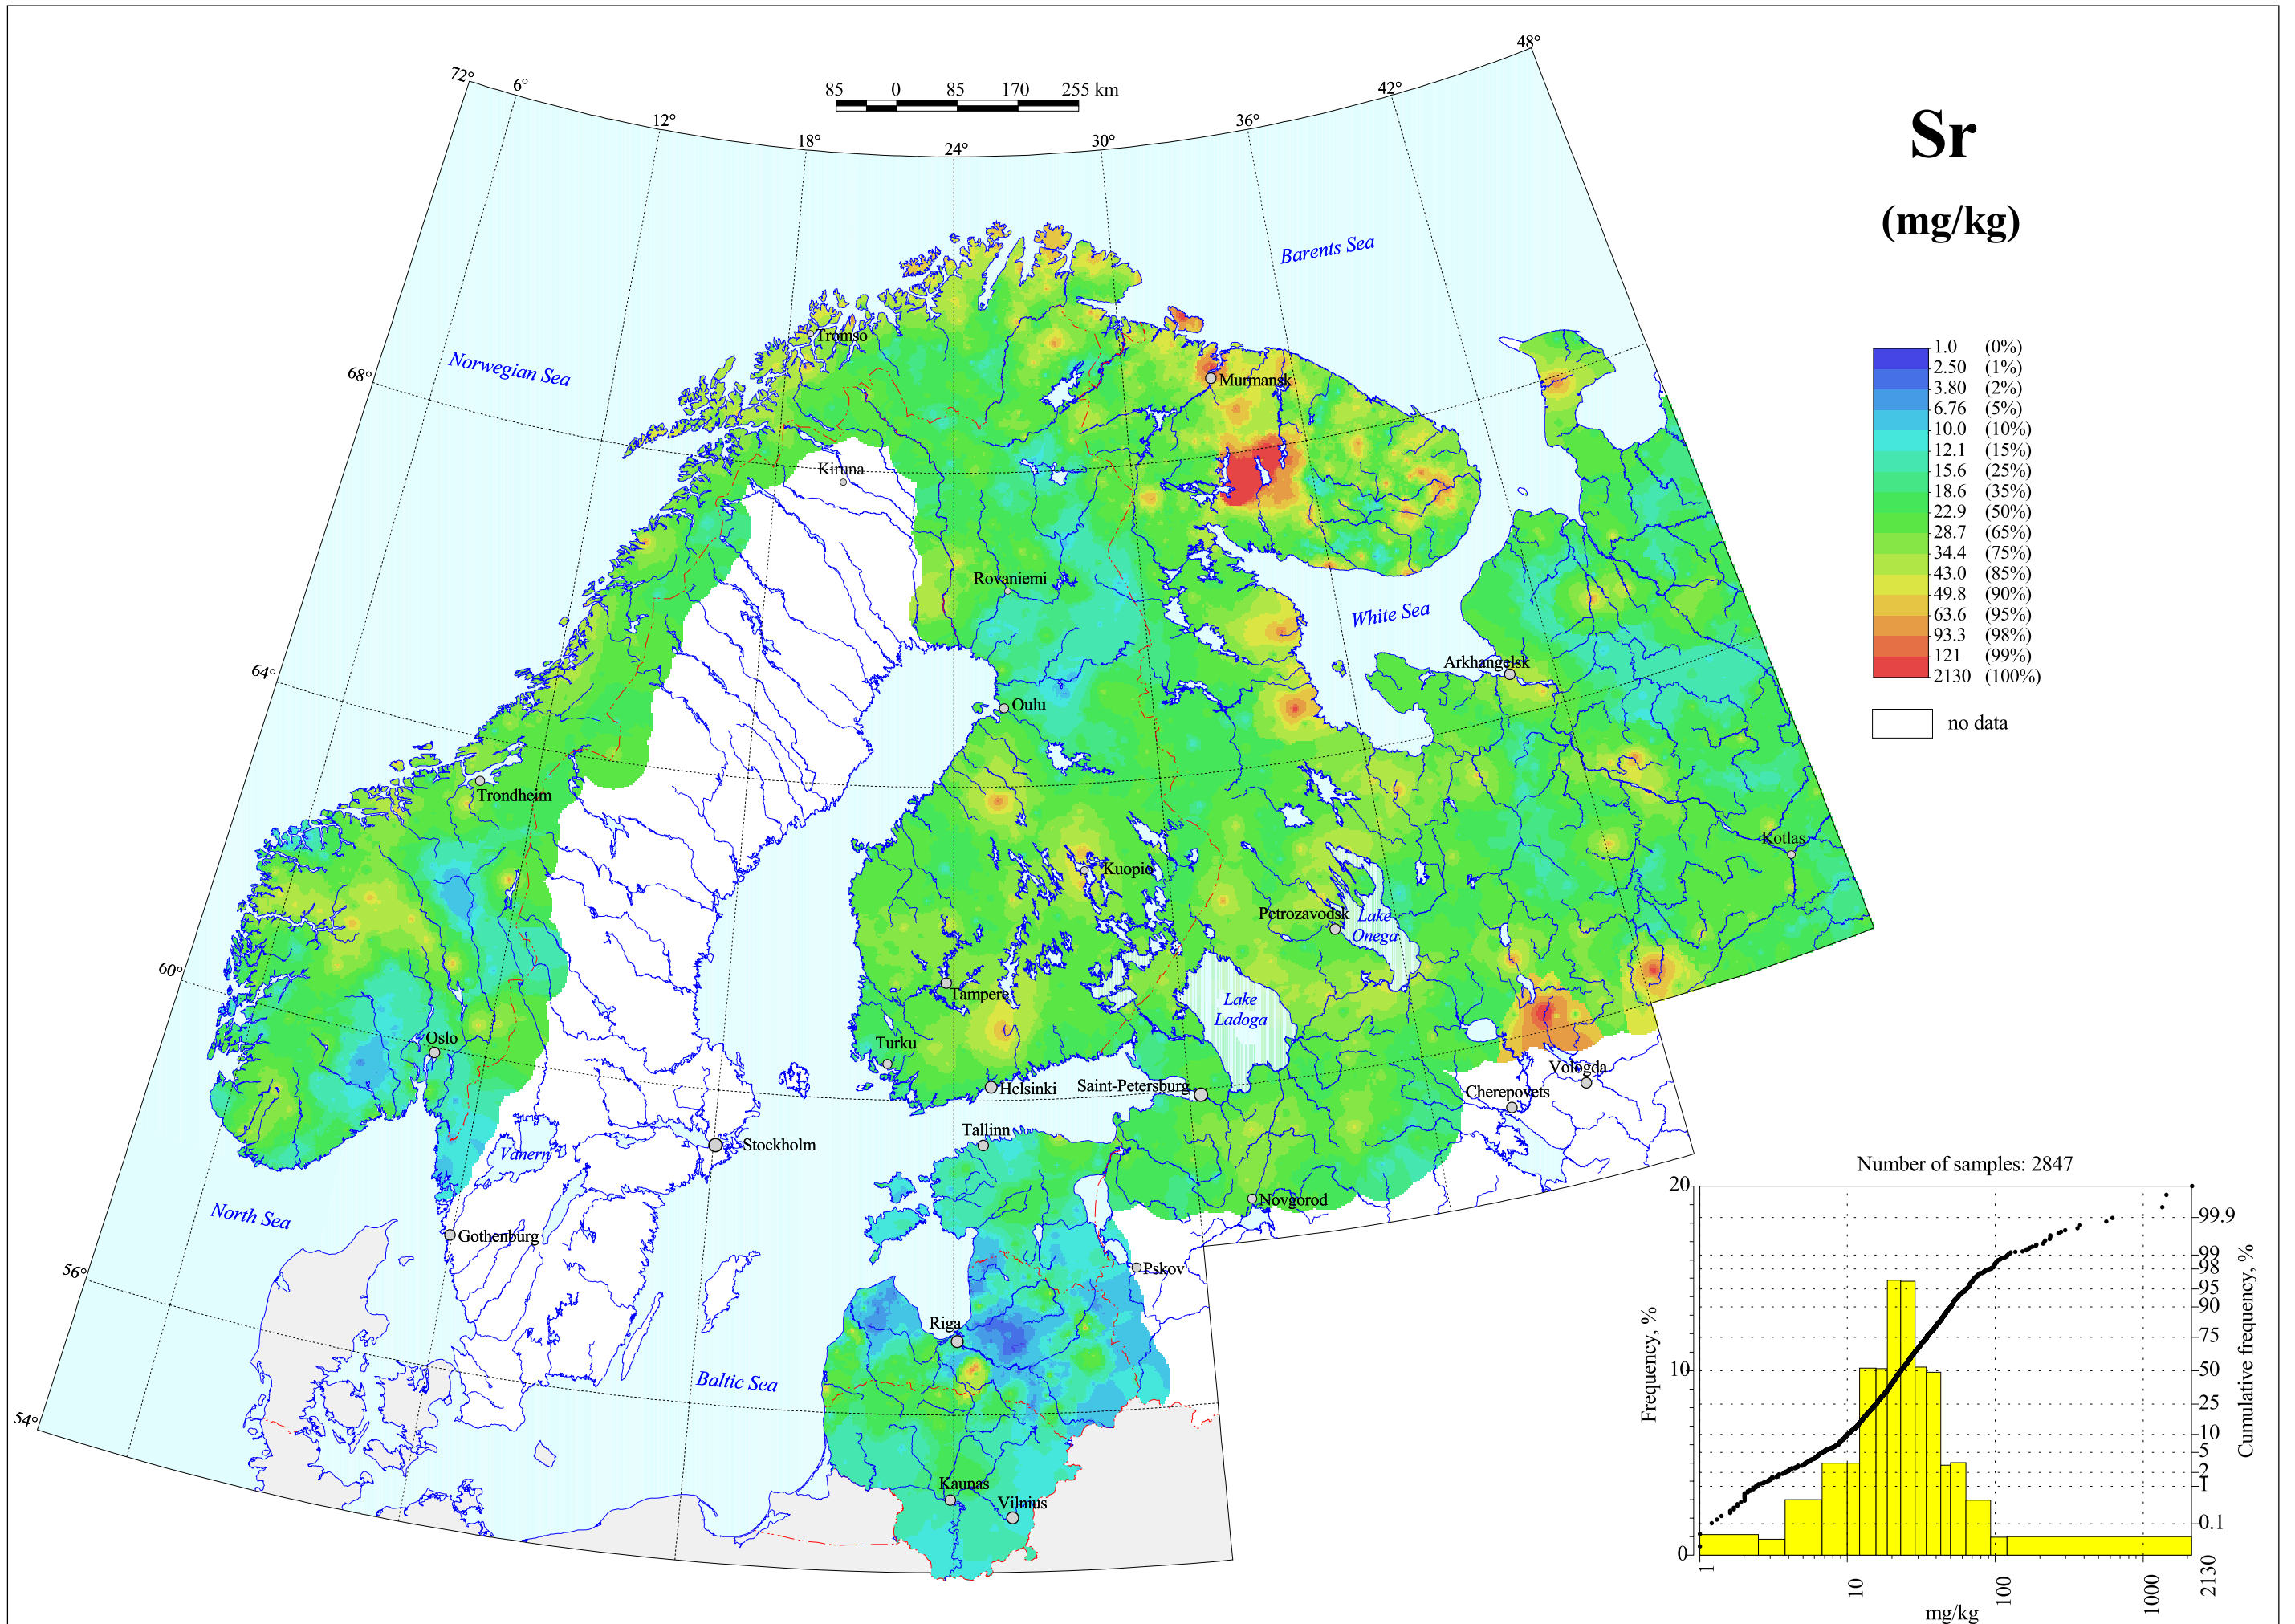 48°
72°
6°
42°
85 0 85 170 255 km
12°
36°
18°
30°
24°
Sr
(mg/kg)
Barents Sea
Tromso
Norwegian Sea
68°
Murmansk
1.0 (0%)
2.50 (1%)
3.80 (2%)
6.76 (5%)
10.0 (10%)
12.1 (15%)
15.6 (25%)
18.6 (35%)
22.9 (50%)
28.7 (65%)
34.4 (75%)
43.0 (85%)
49.8 (90%)
63.6 (95%)
93.3 (98%)
121 (99%)
2130 (100%)
no data
Kiruna
Rovaniemi
White Sea
64°
Arkhangelsk
Oulu
Trondheim
Kotlas
Kuopio
Petrozavodsk
Lake
Onega
60°
Tampere
Lake
Ladoga
Oslo
Turku
Helsinki
Saint-Petersburg
Vologda
Cherepovets
Tallinn
Stockholm
Vanern
Novgorod
North Sea
Gothenburg
56°
Pskov
Riga
Baltic Sea
54°
Kaunas
Vilnius
Number of samples: 2847
20
10
0
Frequency, %
99.9
99
98
95
90
75
50
25
10
5
2
1
0.1
Cumulative frequency, %
1
10
100
1000
2130
mg/kg